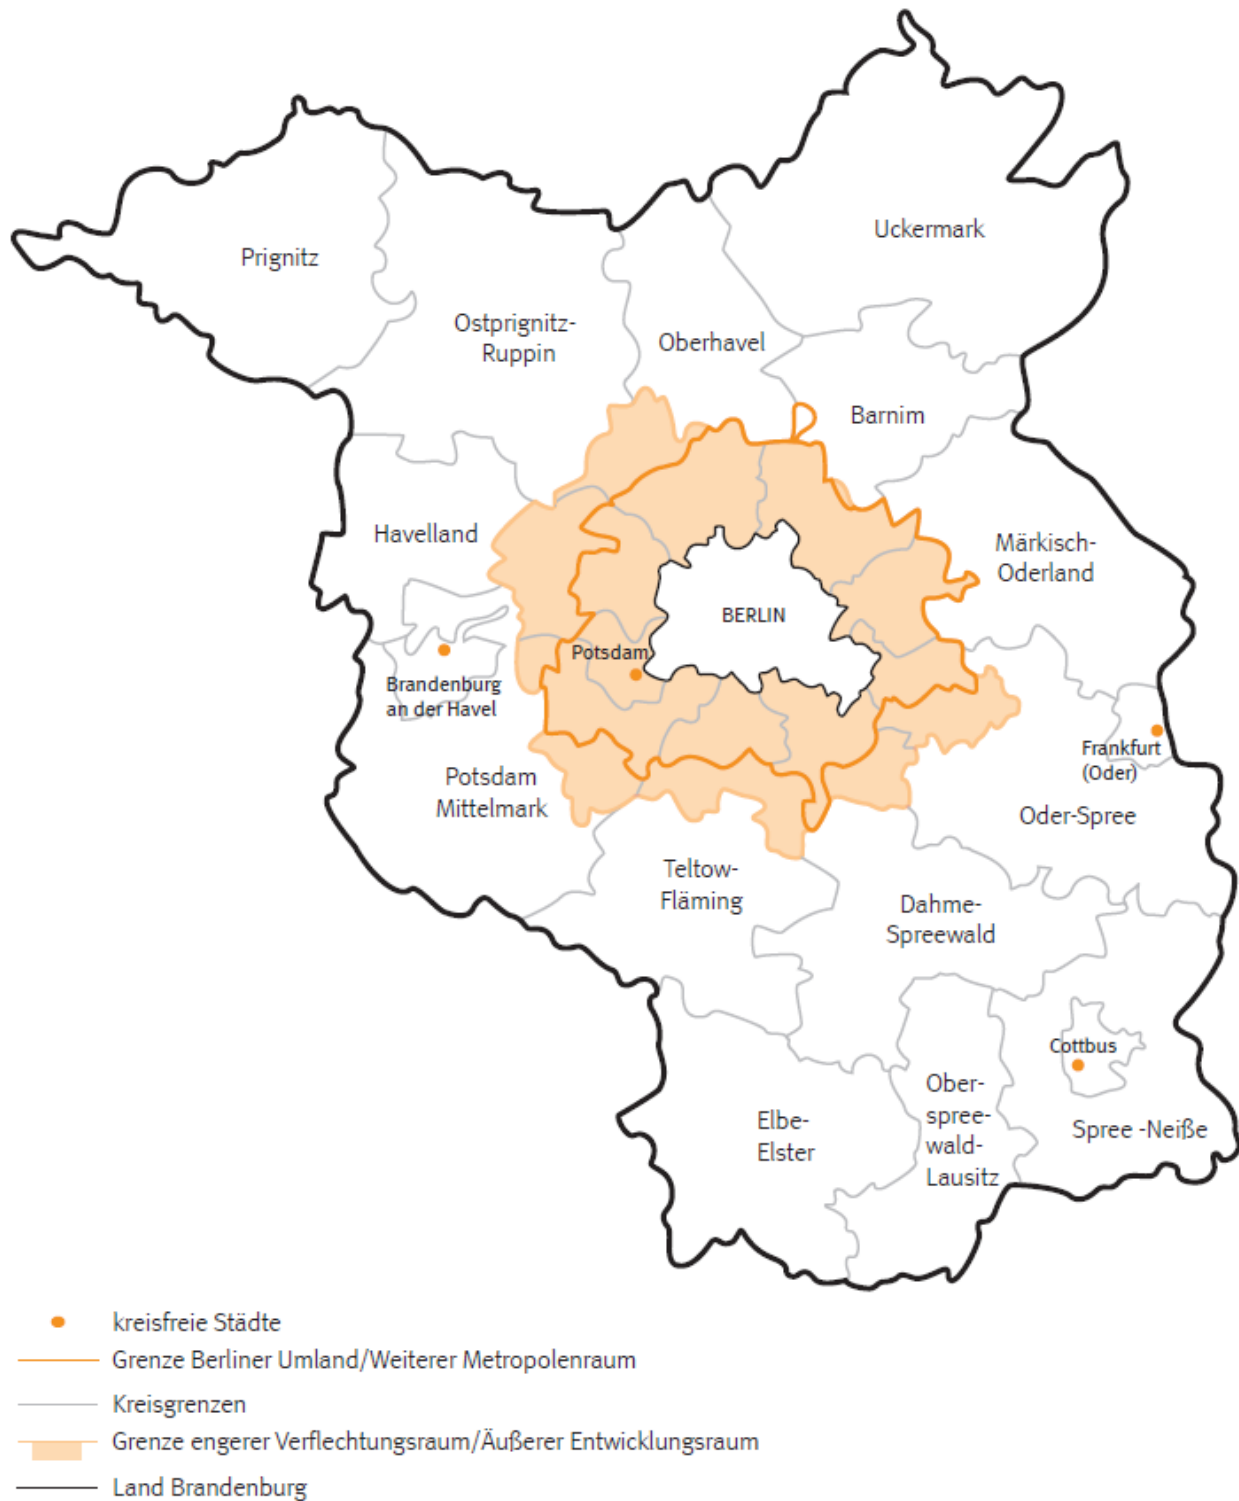 Uckermark
Prignitz
Ostprignitz-
Ruppin
Oberhavel
Barnim
Havelland
Märkisch-
Oderland
BERLIN
Potsdam
Brandenburg
an der Havel
Frankfurt
(Oder)
Potsdam
Mittelmark
Oder-Spree
Teltow-
Fläming
Dahme-
Spreewald
Cottbus
Ober-
spree-
wald-
Lausitz
Elbe-
Elster
Spree -Neiße
kreisfreie Städte
Grenze Berliner Umland/Weiterer Metropolenraum
Kreisgrenzen
Grenze engerer Verflechtungsraum/Äußerer Entwicklungsraum
Land Brandenburg